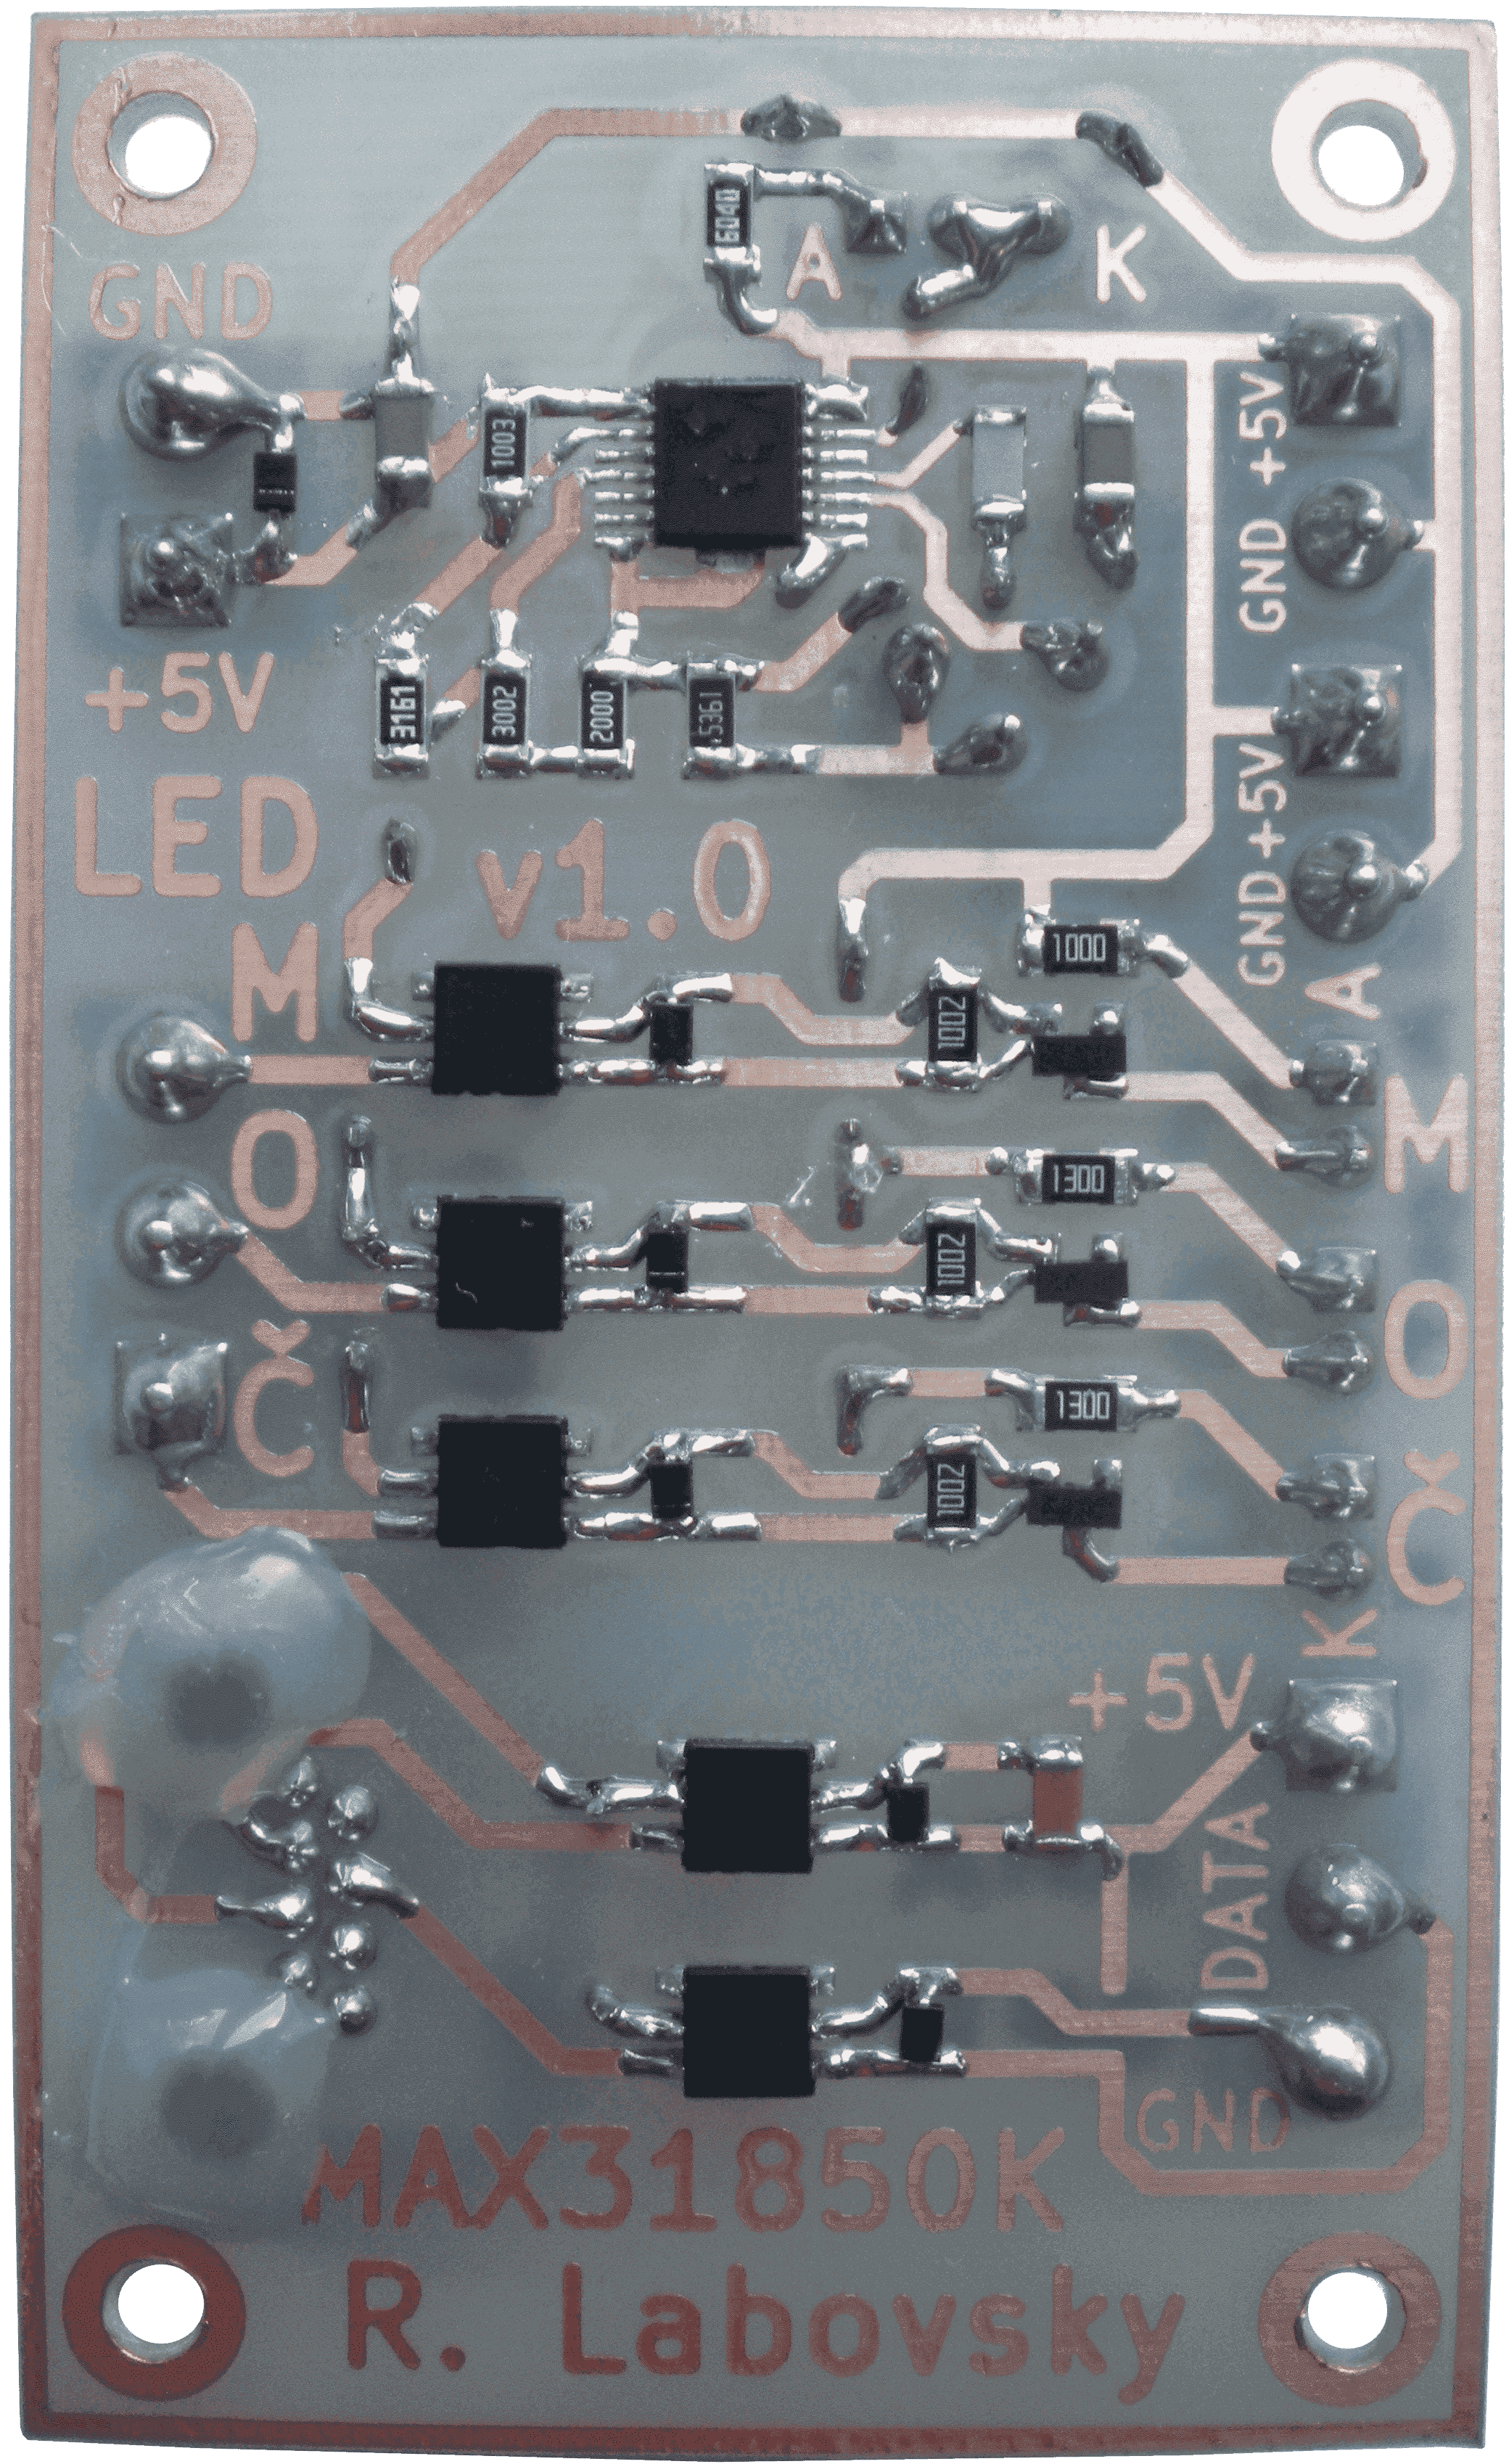 6040
A
K
GND
1003
+5V
GND
+5V
3161
3002
2000
5361
+5V
GND
LED
v1.0
M
1000
A
1002
M
O
1300
1002
O
Č
1300
1002
Č
K
+5V
DATA
GND
MAX31850K
R. Labovsky